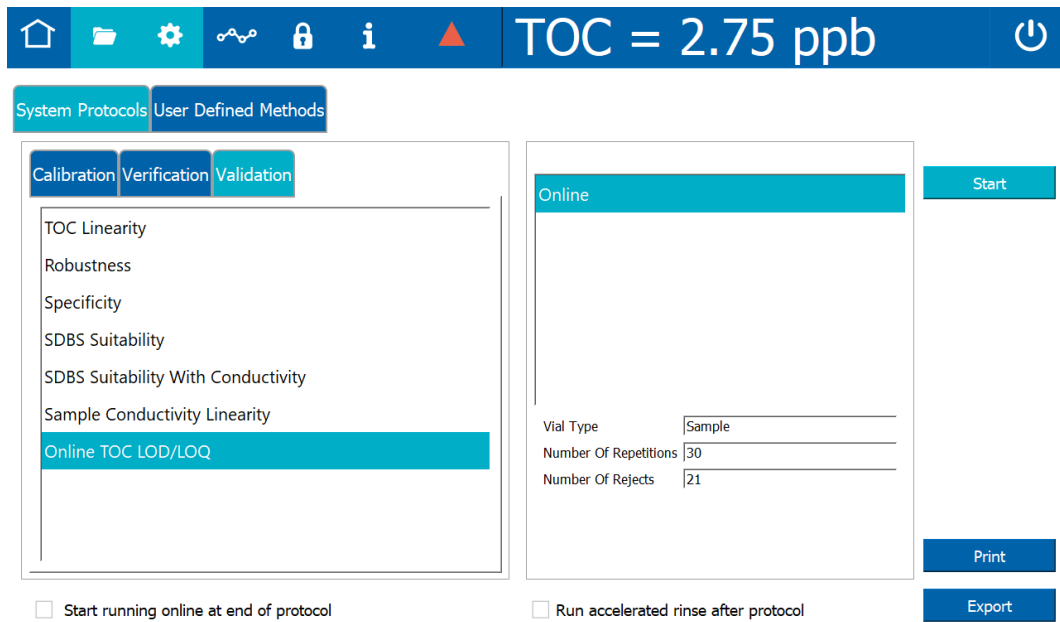 TOC = 2.75 ppb
System Protocols User Defined Methods
Calibration Verification Validation
TOC Linearity
Robustness
Specificity
SDBS Suitability
SDBS Suitability With Conductivity
Sample Conductivity Linearity
Online TOC LOD/LOQ
Online
Vial Type Sample
Number Of Repetitions 30
Number Of Rejects 21
Start
Print
Export
Start running online at end of protocol
Run accelerated rinse after protocol